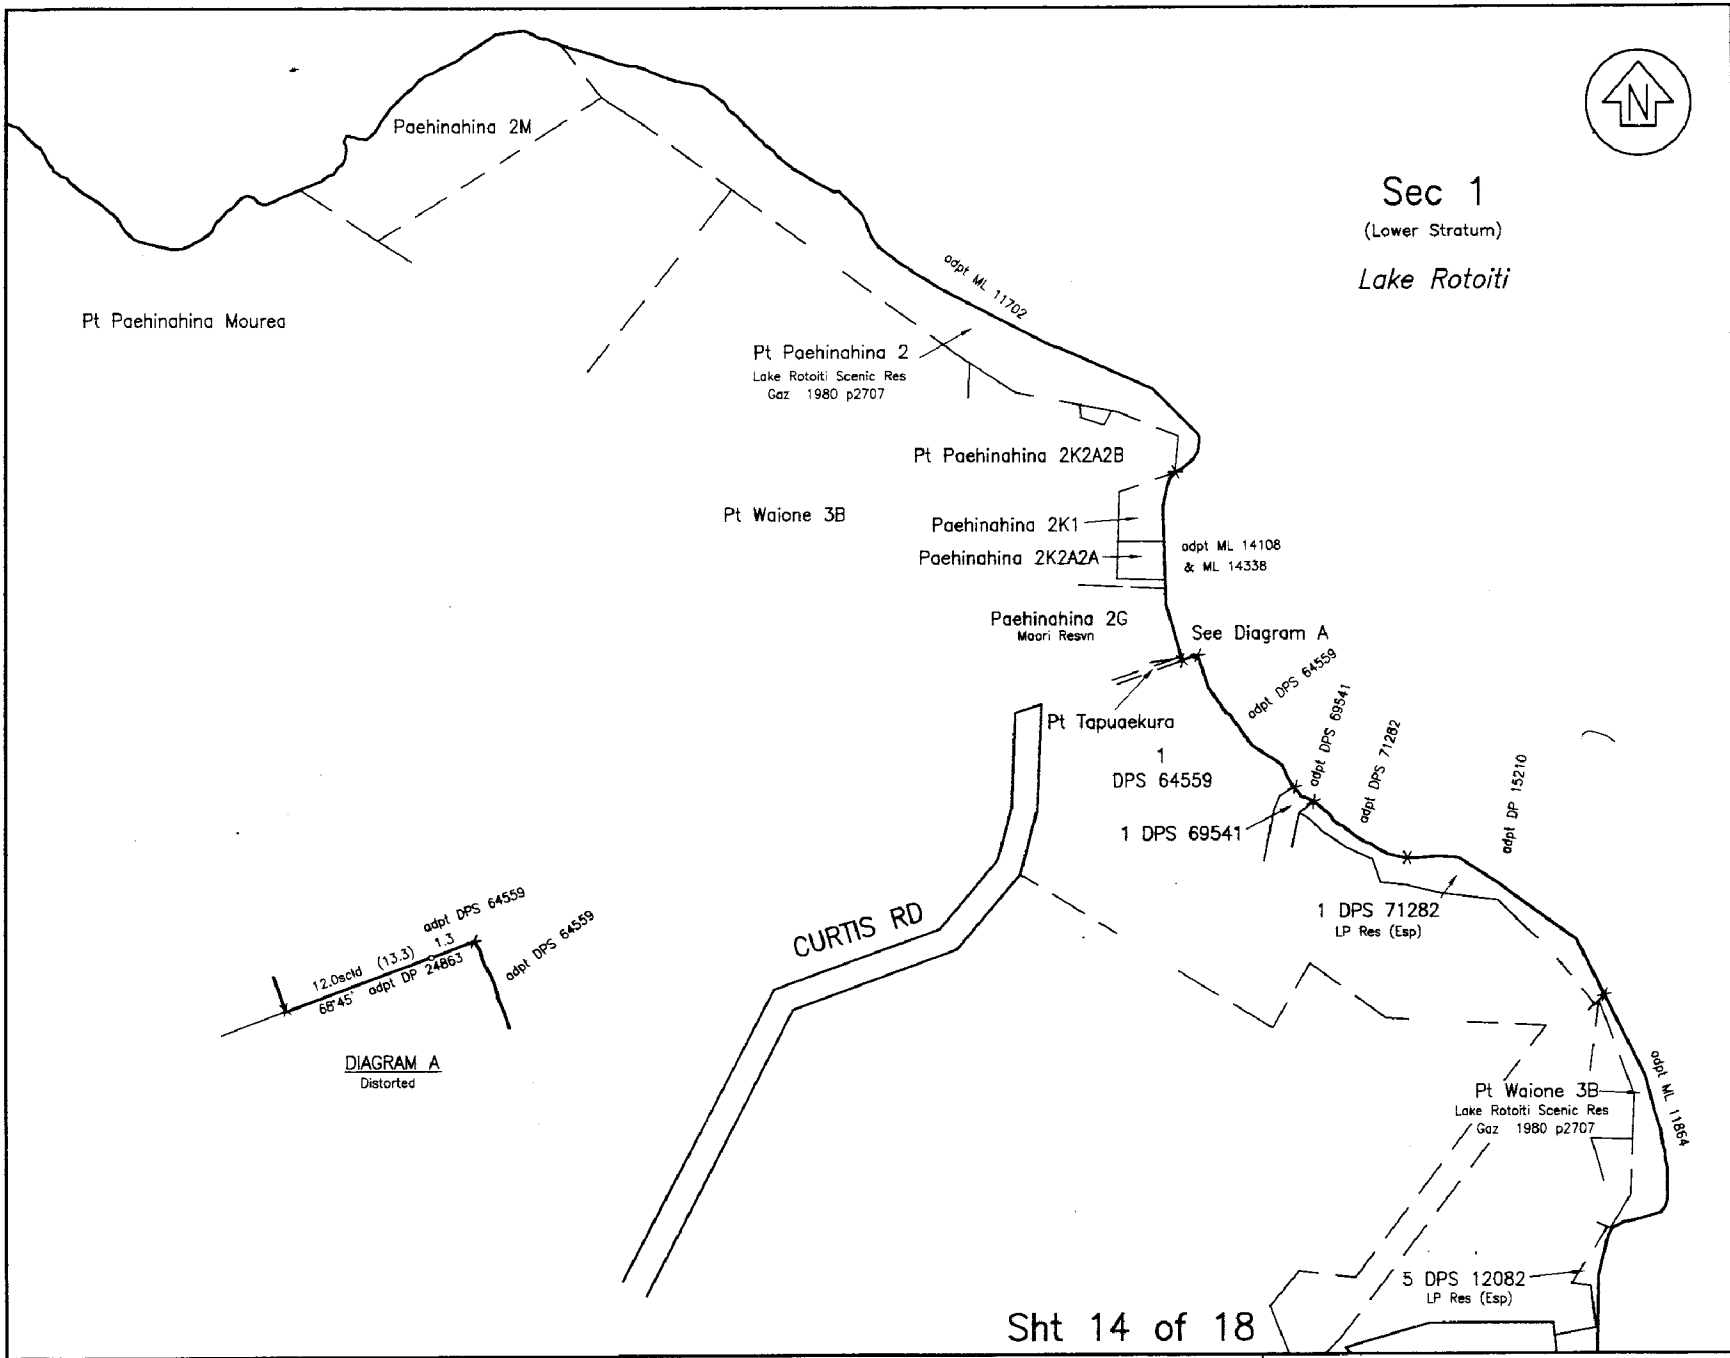 N
Sec 1
(Lower Stratum)
Lake Rotoiti
Paehinahina 2M
Pt Paehinahina Mourea
adpt ML 11702
Pt Paehinahina 2
Lake Rotoiti Scenic Res
Gaz 1980 p2707
Pt Paehinahina 2K2A2B
Pt Waione 3B
Paehinahina 2K1
Paehinahina 2K2A2A
adpt ML 14108
& ML 14338
Paehinahina 2G
Maori Resvn
See Diagram A
adpt DPS 64559
Pt Tapuaekura
1
DPS 64559
adpt DPS 69541
adpt DPS 71282
adpt DP 15210
1 DPS 69541
1 DPS 71282
LP Res (Esp)
CURTIS RD
adpt DPS 64559
12.0sctd (13.3) 1.3
68°45' adpt DP 24863
adpt DPS 64559
DIAGRAM A
Distorted
Pt Waione 3B
Lake Rotoiti Scenic Res
Gaz 1980 p2707
adpt ML 11864
5 DPS 12082
LP Res (Esp)
Sht 14 of 18